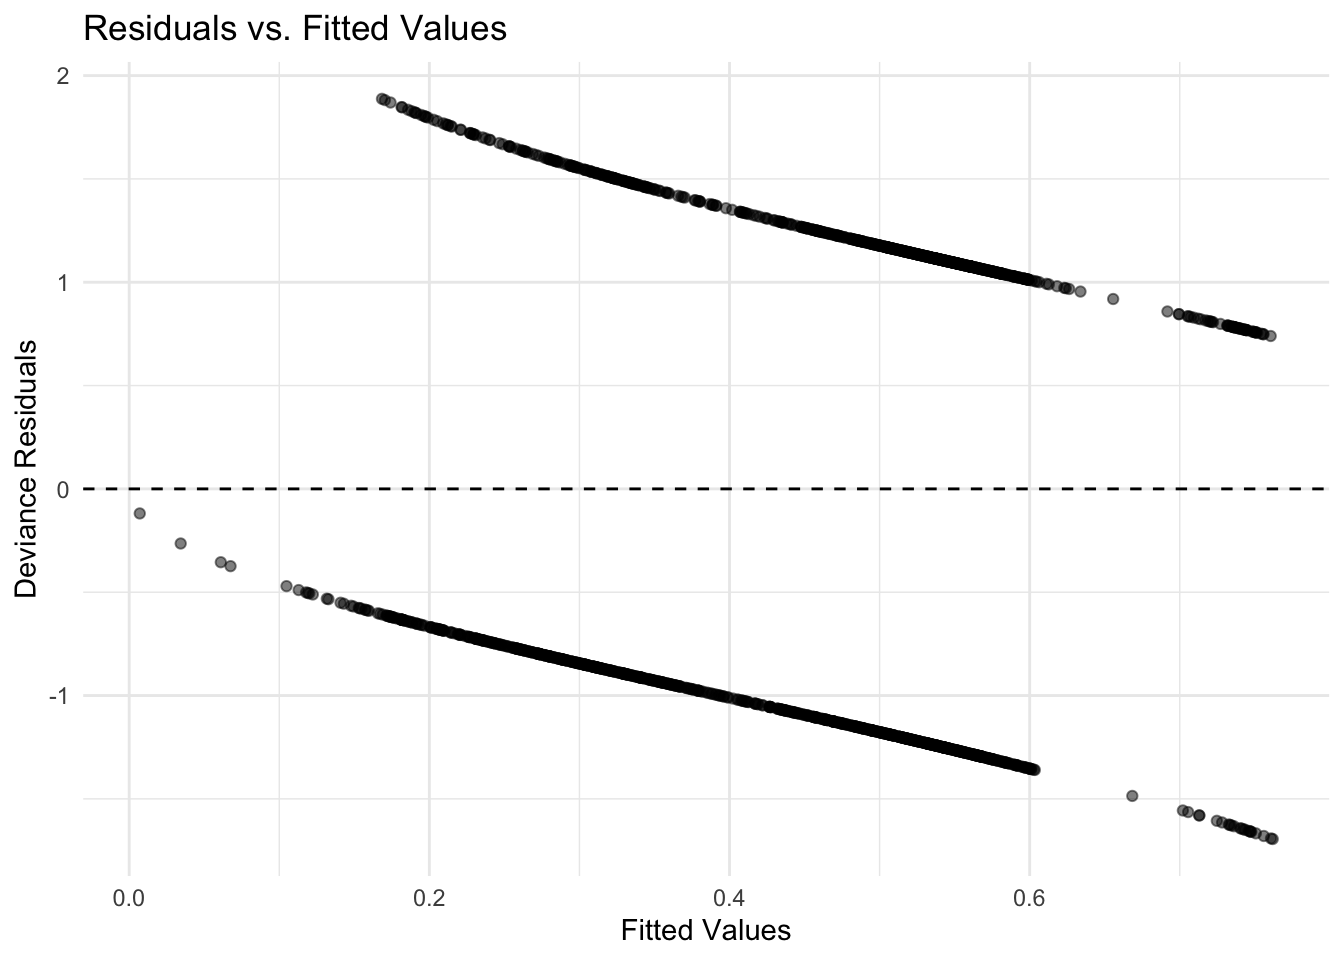 Residuals vs. Fitted Values
2
1
0
-1
Deviance Residuals
0.0 0.2 0.4 0.6
Fitted Values